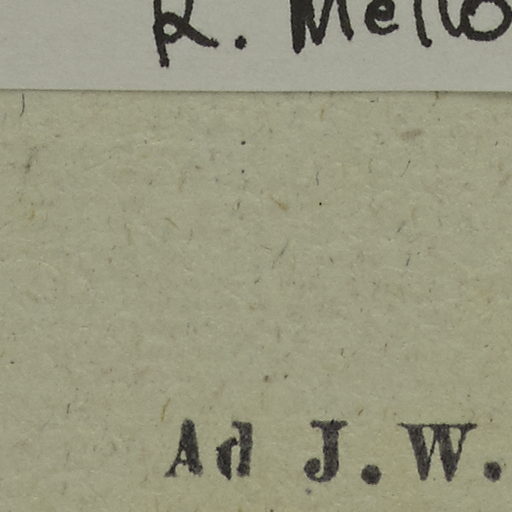 R. Mello
Ad J. W.